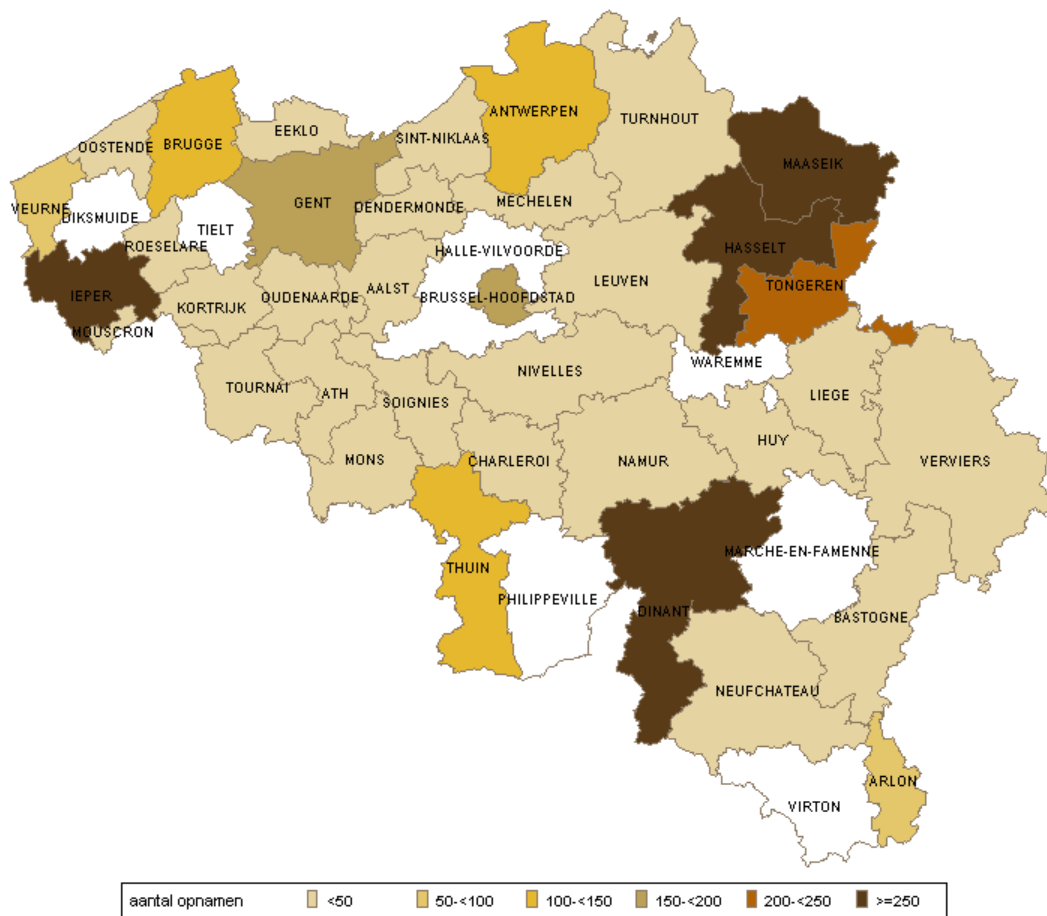 ANTWERPEN
TURNHOUT
EEKLO
SINT-NIKLAAS
BRUGGE
OOSTENDE
MAASEIK
MECHELEN
GENT
DENDERMONDE
VEURNE
DIKSMUIDE
TIELT
ROESELARE
HALLE-VILVOORDE
HASSELT
LEUVEN
TONGEREN
AALST
IEPER
BRUSSEL-HOOFDSTAD
OUDENAARDE
KORTRIJK
MOUSCRON
WAREMME
NIVELLES
TOURNAI
ATH
LIEGE
SOIGNIES
HUY
MONS
CHARLEROI
NAMUR
VERVIERS
MARCHE-EN-FAMENNE
THUIN
PHILIPPEVILLE
DINANT
BASTOGNE
NEUFCHATEAU
ARLON
VIRTON
aantal opnamen <50 50-<100 100-<150 150-<200 200-<250 >=250